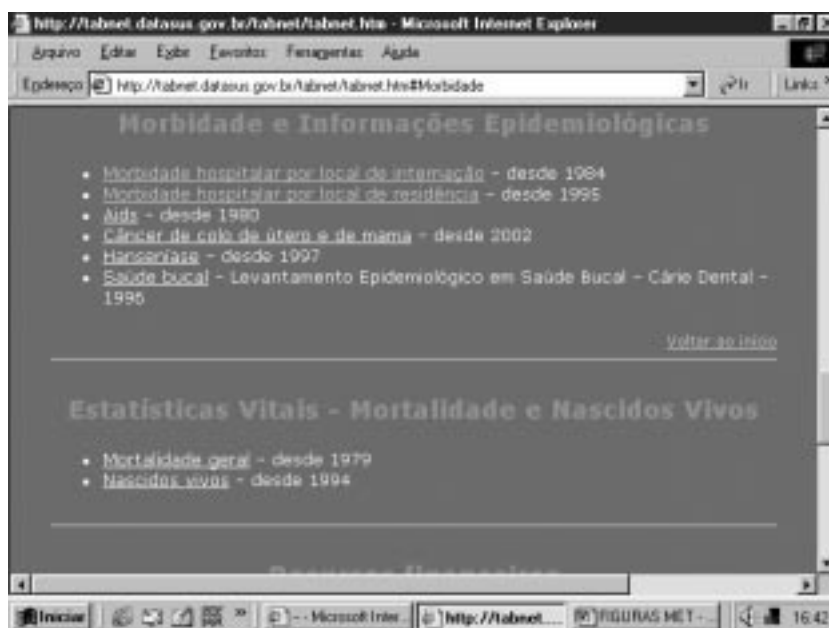 http://tabnet.datasus.gov.br/tabnet/tabnet.htm - Microsoft Internet Explorer
Arquivo Editar Exibir Favoritos Ferramentas Ajuda
Endereço http://tabnet.datasus.gov.br/tabnet/tabnet.htm#Morbidade Ir Links »
Morbidade e Informações Epidemiológicas
• Morbidade hospitalar por local de internação – desde 1984
• Morbidade hospitalar por local de residência – desde 1995
• Aids – desde 1980
• Câncer de colo de útero e de mama – desde 2002
• Hanseníase – desde 1997
• Saúde bucal – Levantamento Epidemiológico em Saúde Bucal – Cárie Dental –
1996
Voltar ao início
Estatísticas Vitais - Mortalidade e Nascidos Vivos
• Mortalidade geral – desde 1979
• Nascidos vivos – desde 1994
Iniciar » - - Microsoft Inter... http://tabnet.... FIGURAS MET - ... 16:42